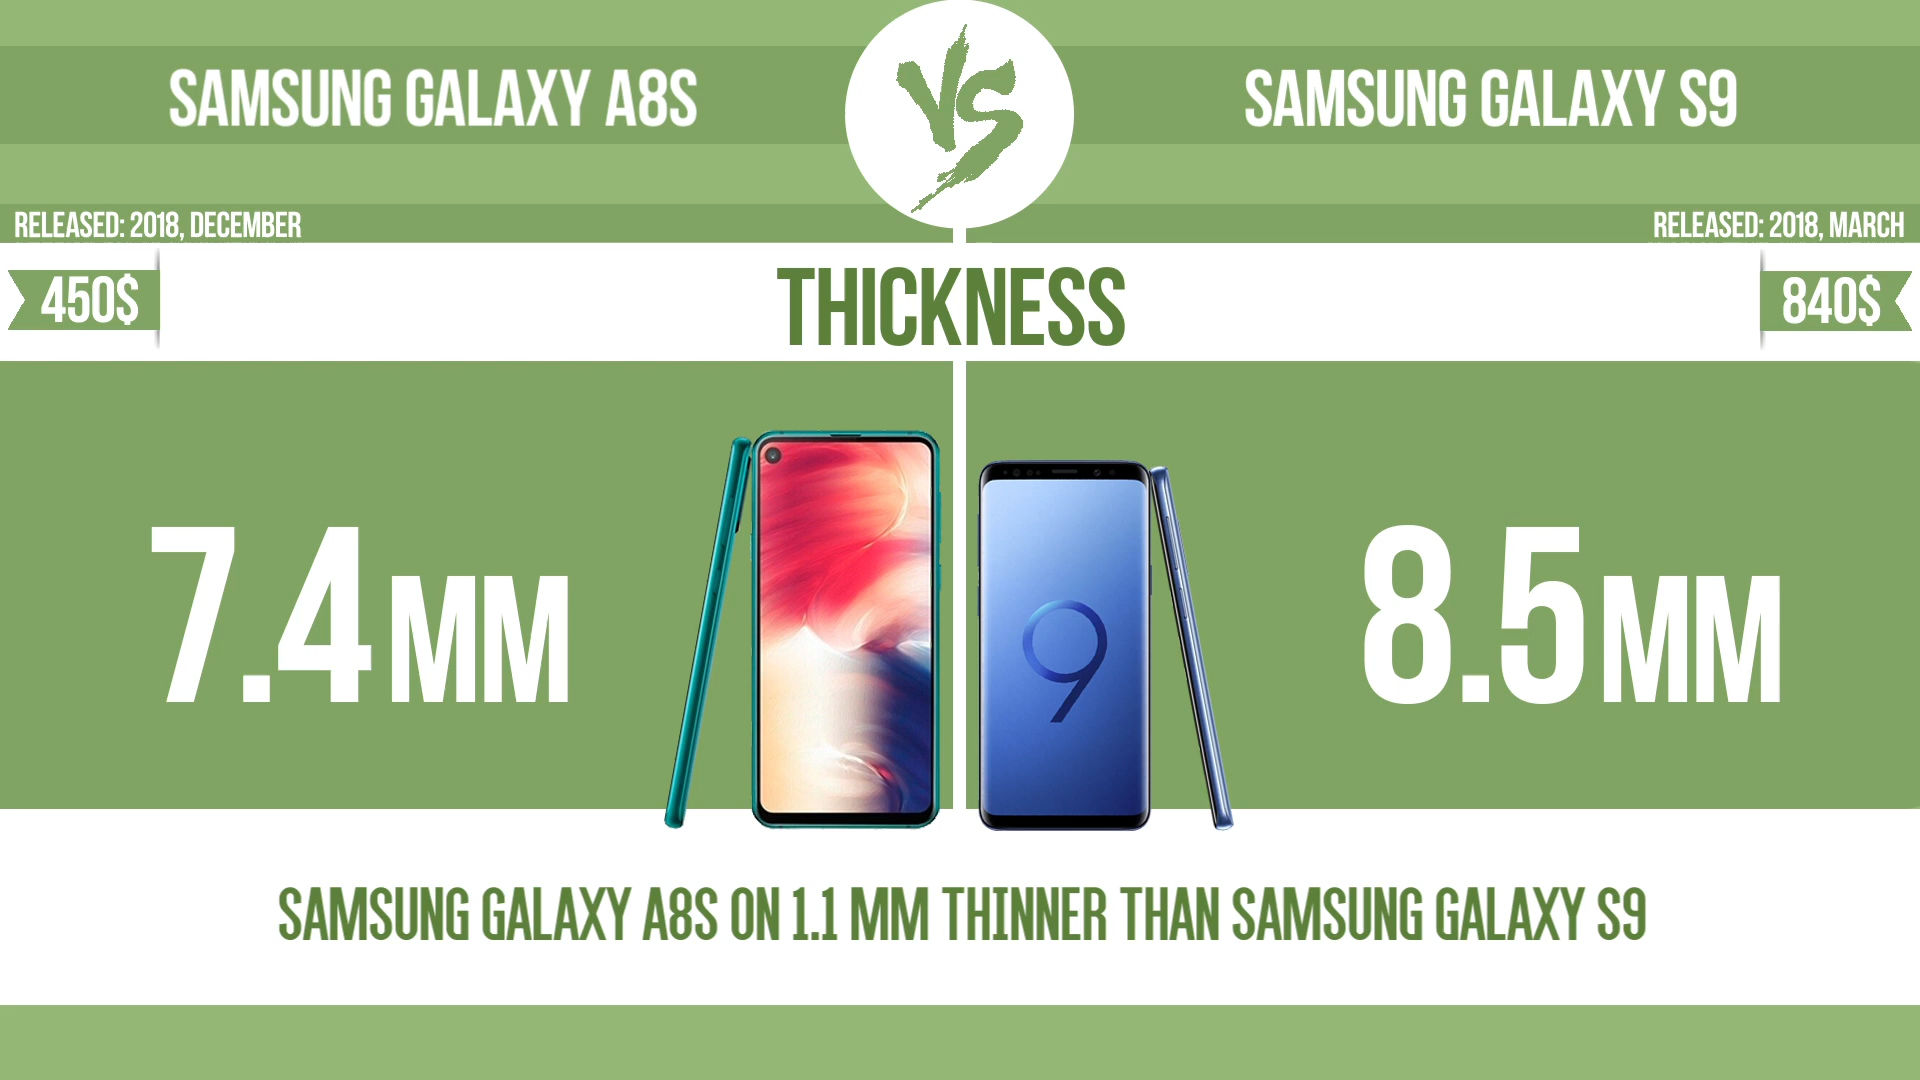 SAMSUNG GALAXY A8S
VS
SAMSUNG GALAXY S9
RELEASED: 2018, DECEMBER
RELEASED: 2018, MARCH
450$
THICKNESS
840$
7.4MM
9
8.5MM
SAMSUNG GALAXY A8S ON 1.1 MM THINNER THAN SAMSUNG GALAXY S9